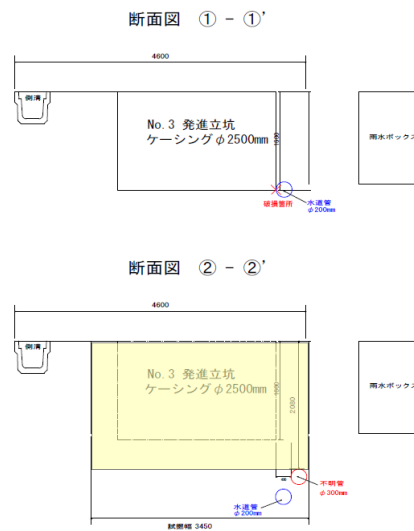 断面図 ① - ①'
4600
側溝
No.3 発進立坑
ケーシングφ2500mm
雨水ボックス
水道管
φ200mm
破損箇所
断面図 ② - ②'
4600
側溝
No.3 発進立坑
ケーシングφ2500mm
雨水ボックス
2060
不明管
φ300mm
水道管
φ200mm
試掘幅 3450